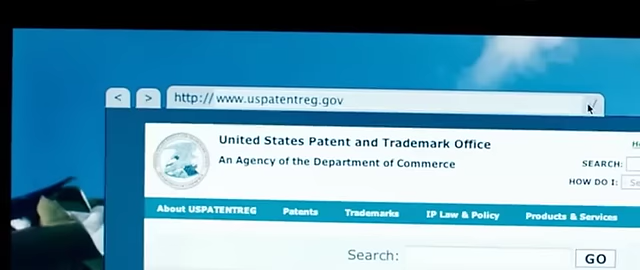 < > http:// www.uspatentreg.gov
United States Patent and Trademark Office
An Agency of the Department of Commerce
SEARCH:
HOW DO I:
About USPATENTREG Patents Trademarks IP Law & Policy Products & Services
Search: GO